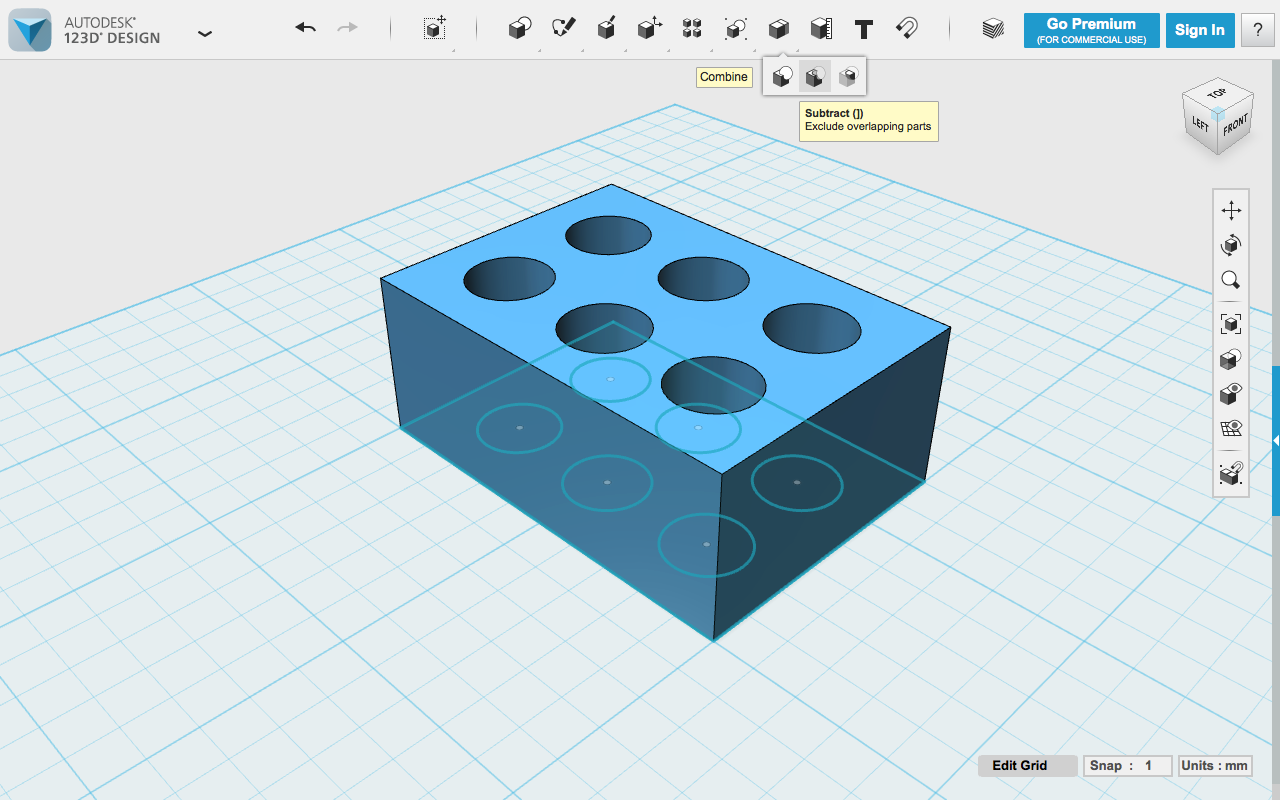 AUTODESK®
123D® DESIGN
Go Premium
(FOR COMMERCIAL USE)
Sign In
?
Combine
Subtract (])
Exclude overlapping parts
TOP
LEFT
FRONT
Edit Grid
Snap : 1
Units : mm